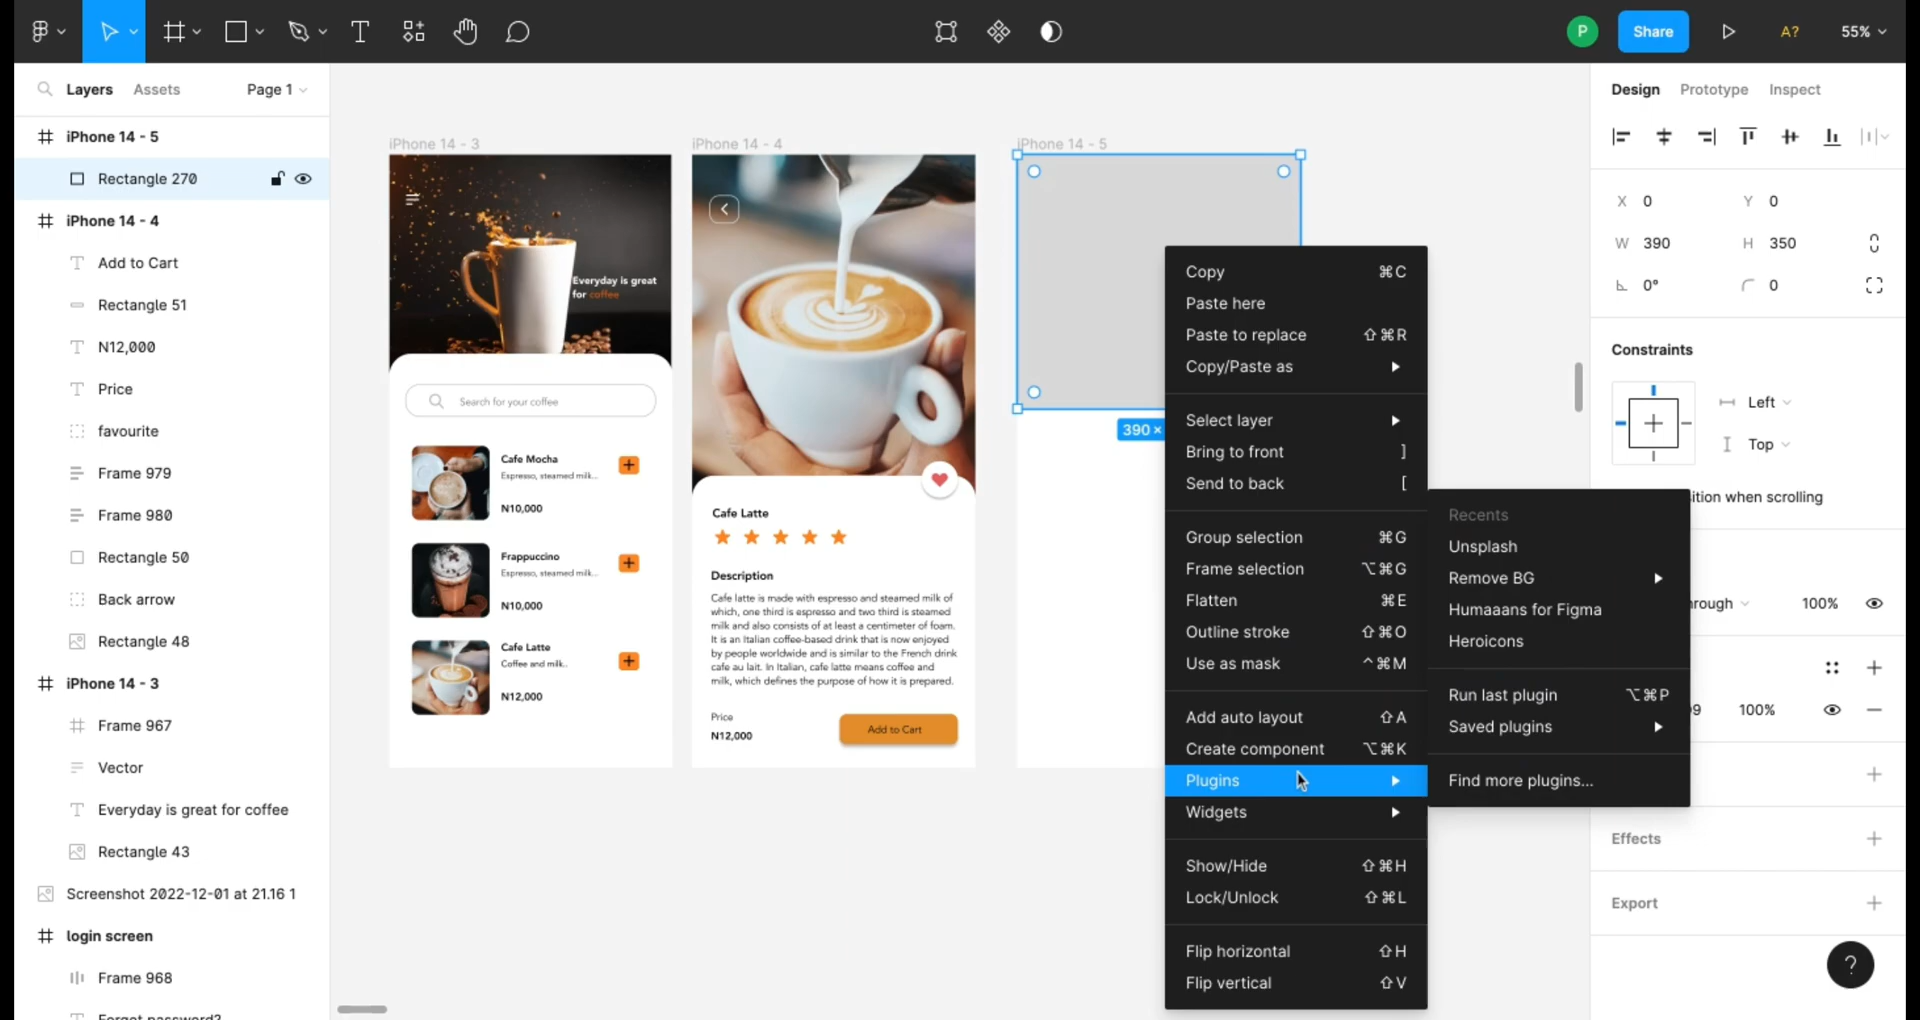 P
Share
A?
55%
Layers
Assets
Page 1
iPhone 14 - 5
Rectangle 270
iPhone 14 - 4
Add to Cart
Rectangle 51
N12,000
Price
favourite
Frame 979
Frame 980
Rectangle 50
Back arrow
Rectangle 48
iPhone 14 - 3
Frame 967
Vector
Everyday is great for coffee
Rectangle 43
Screenshot 2022-12-01 at 21.16 1
login screen
Frame 968
Forgot password?
iPhone 14 - 3
Everyday is great
for coffee
Search for your coffee
Cafe Mocha
Espresso, steamed milk...
N10,000
Frappuccino
Espresso, steamed milk...
N10,000
Cafe Latte
Coffee and milk..
N12,000
iPhone 14 - 4
Cafe Latte
Description
Cafe latte is made with espresso and steamed milk of
which, one third is espresso and two third is steamed
milk and also consists of at least a centimeter of foam.
It is an Italian coffee-based drink that is now enjoyed
by people worldwide and is similar to the French drink
cafe au lait. In Italian, cafe latte means coffee and
milk, which defines the purpose of how it is prepared.
Price
N12,000
Add to Cart
iPhone 14 - 5
390 ×
Copy ⌘C
Paste here
Paste to replace ⇧⌘R
Copy/Paste as
Select layer
Bring to front ]
Send to back [
Group selection ⌘G
Frame selection ⌥⌘G
Flatten ⌘E
Outline stroke ⇧⌘O
Use as mask ^⌘M
Add auto layout ⇧A
Create component ⌥⌘K
Plugins
Widgets
Show/Hide ⇧⌘H
Lock/Unlock ⇧⌘L
Flip horizontal ⇧H
Flip vertical ⇧V
Recents
Unsplash
Remove BG
Humaaans for Figma
Heroicons
Run last plugin ⌥⌘P
Saved plugins
Find more plugins...
Design
Prototype
Inspect
X 0
Y 0
W 390
H 350
0°
0
Constraints
Left
Top
ition when scrolling
hrough
100%
9
100%
Effects
Export
?